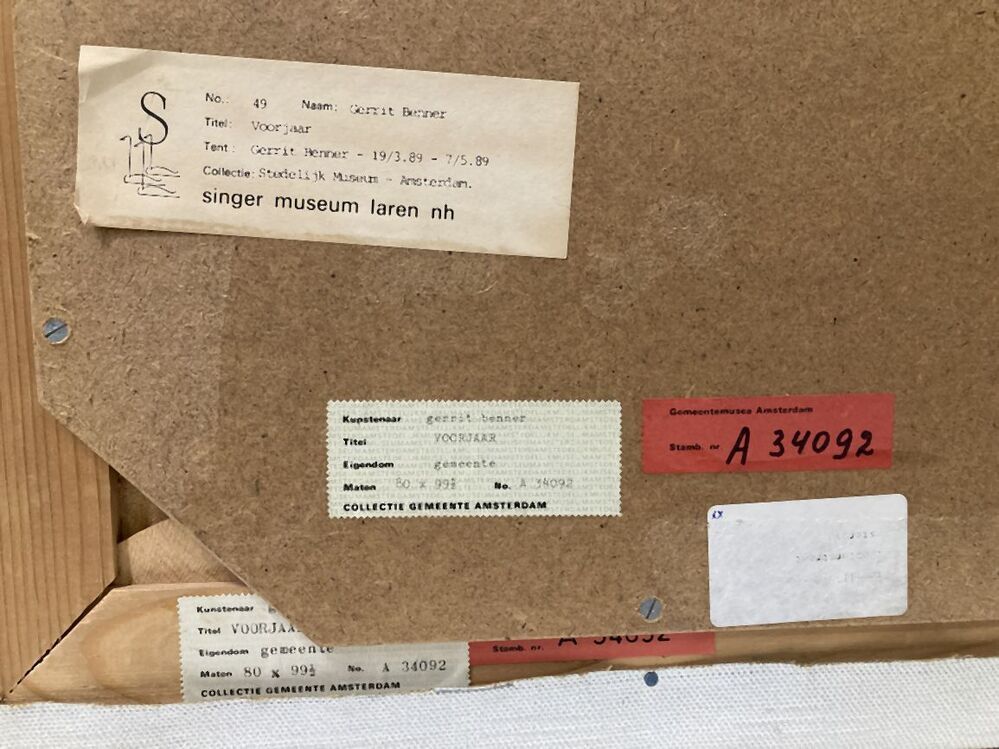 S
No.: 49 Naam: Gerrit Benner
Titel: Voorjaar
Tent: Gerrit Benner - 19/3.89 - 7/5.89
Collectie: Stedelijk Museum - Amsterdam.
singer museum laren nh
Kunstenaar gerrit benner
Titel VOORJAAR
Eigendom gemeente
Maten 80 x 99½ No. A 34092
COLLECTIE GEMEENTE AMSTERDAM
Gemeentemusea Amsterdam
Stamb. nr. A 34092
Kunstenaar g
Titel VOORJAA
Eigendom gemeente
Maten 80 x 99½ No. A 34092
COLLECTIE GEMEENTE AMSTERDAM
Stamb. nr. A 34092